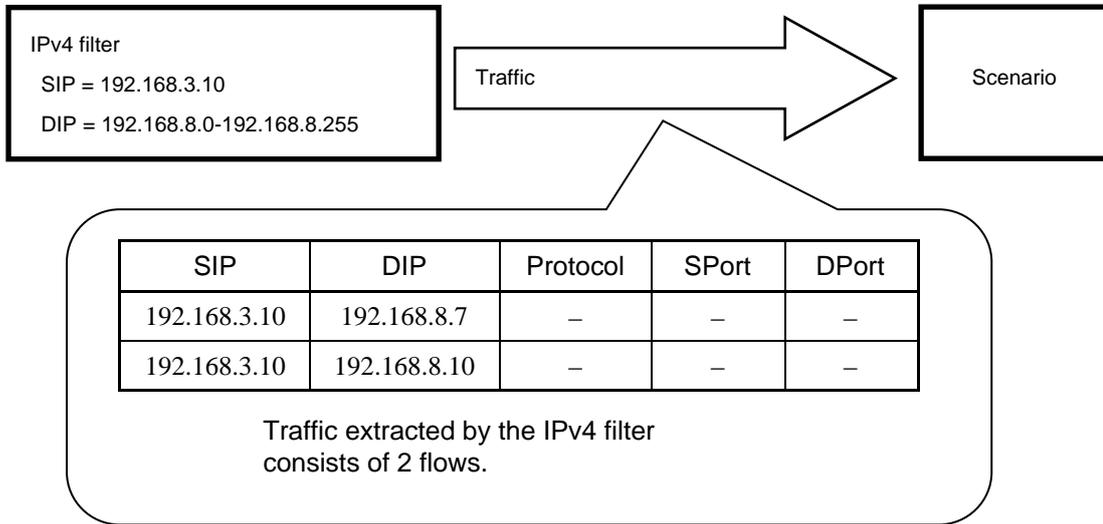 IPv4 filter
SIP = 192.168.3.10
DIP = 192.168.8.0-192.168.8.255
Traffic
Scenario
SIP DIP Protocol SPort DPort
192.168.3.10 192.168.8.7 – – –
192.168.3.10 192.168.8.10 – – –
Traffic extracted by the IPv4 filter
consists of 2 flows.